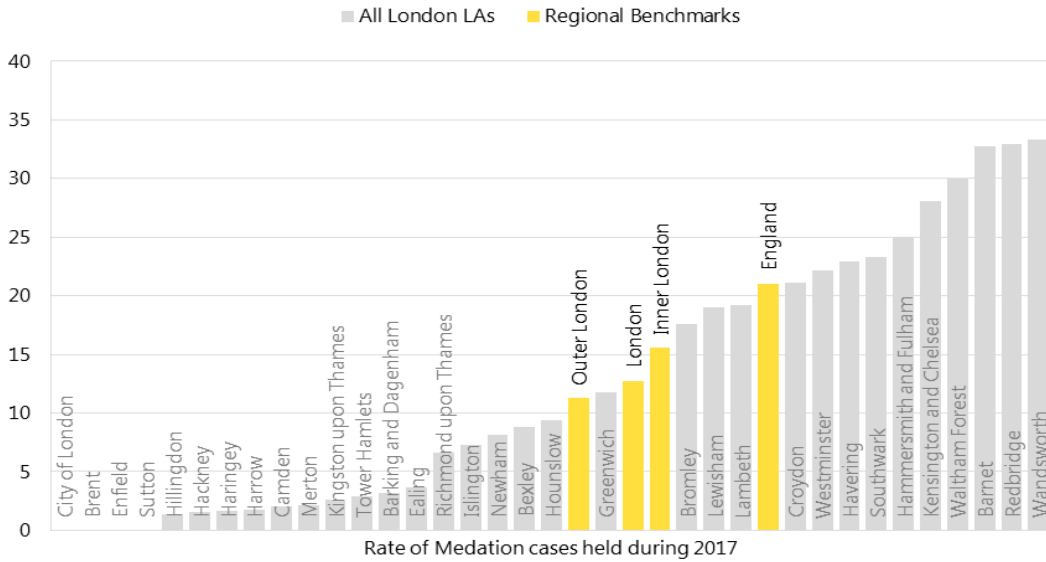 All London LAs Regional Benchmarks
40
35
30
25
20
15
10
5
0
City of London
Brent
Enfield
Sutton
Hillingdon
Hackney
Haringey
Harrow
Camden
Merton
Kingston upon Thames
Tower Hamlets
Barking and Dagenham
Ealing
Richmond upon Thames
Islington
Newham
Bexley
Hounslow
Outer London
Greenwich
London
Inner London
Bromley
Lewisham
Lambeth
England
Croydon
Westminster
Havering
Southwark
Hammersmith and Fulham
Kensington and Chelsea
Waltham Forest
Barnet
Redbridge
Wandsworth
Rate of Medation cases held during 2017